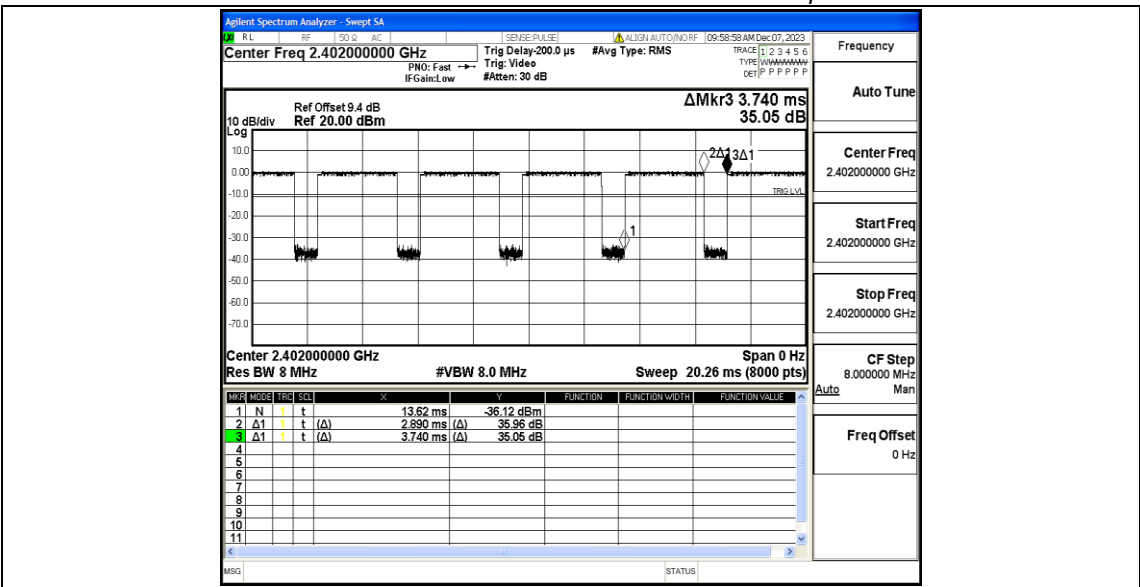 Agilent Spectrum Analyzer - Swept SA
LXI RL RF 50 Ω AC SENSE:PULSE ALIGN AUTO/NO RF 09:58:58 AM Dec 07, 2023
Center Freq 2.402000000 GHz
PNO: Fast
IFGain:Low
Trig Delay-200.0 µs
Trig: Video
#Atten: 30 dB
#Avg Type: RMS
TRACE 1 2 3 4 5 6
TYPE
DET P P P P P P
Ref Offset 9.4 dB
10 dB/div Ref 20.00 dBm
Log
ΔMkr3 3.740 ms
35.05 dB
10.0
0.00
-10.0
-20.0
-30.0
-40.0
-50.0
-60.0
-70.0
2Δ1 3Δ1
TRIG LVL
1
Center 2.402000000 GHz Span 0 Hz
Res BW 8 MHz #VBW 8.0 MHz Sweep 20.26 ms (8000 pts)
MKR MODE TRC SCL X Y FUNCTION FUNCTION WIDTH FUNCTION VALUE
1 N 1 t 13.62 ms -36.12 dBm
2 Δ1 1 t (Δ) 2.890 ms (Δ) 35.96 dB
3 Δ1 1 t (Δ) 3.740 ms (Δ) 35.05 dB
4
5
6
7
8
9
10
11
MSG STATUS
Frequency
Auto Tune
Center Freq
2.402000000 GHz
Start Freq
2.402000000 GHz
Stop Freq
2.402000000 GHz
CF Step
8.000000 MHz
Auto Man
Freq Offset
0 Hz